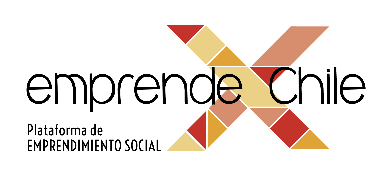 emprende X Chile
Plataforma de
EMPRENDIMIENTO SOCIAL